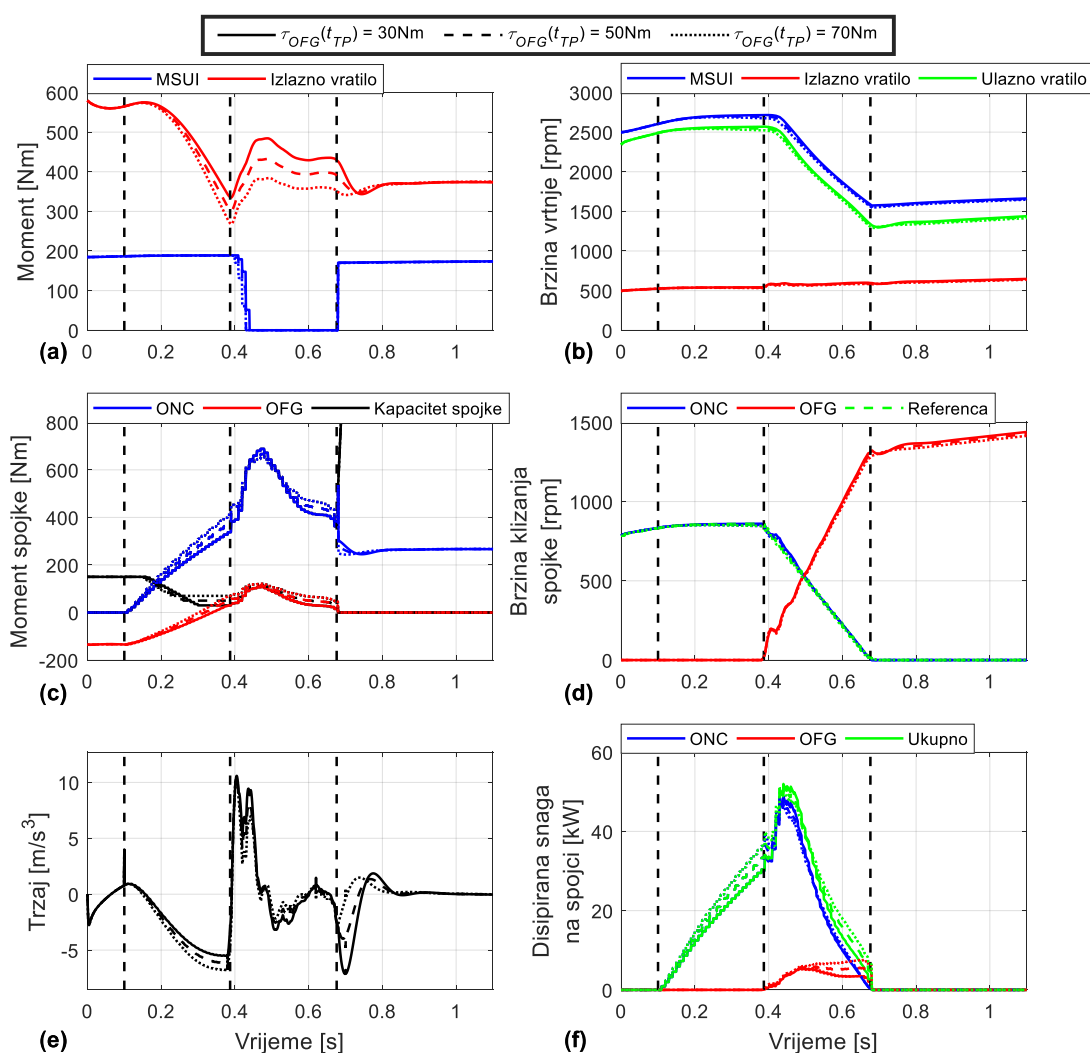 τOFG(tTP) = 30Nm τOFG(tTP) = 50Nm τOFG(tTP) = 70Nm
MSUI Izlazno vratilo
Moment [Nm]
600
500
400
300
200
100
0
0 0.2 0.4 0.6 0.8 1
(a)
MSUI Izlazno vratilo Ulazno vratilo
Brzina vrtnje [rpm]
3000
2500
2000
1500
1000
500
0
0 0.2 0.4 0.6 0.8 1
(b)
ONC OFG Kapacitet spojke
Moment spojke [Nm]
800
600
400
200
0
-200
0 0.2 0.4 0.6 0.8 1
(c)
ONC OFG Referenca
Brzina klizanja
spojke [rpm]
1500
1000
500
0
0 0.2 0.4 0.6 0.8 1
(d)
Trzaj [m/s³]
10
5
0
-5
0 0.2 0.4 0.6 0.8 1
Vrijeme [s]
(e)
ONC OFG Ukupno
Disipirana snaga
na spojci [kW]
60
40
20
0
0 0.2 0.4 0.6 0.8 1
Vrijeme [s]
(f)